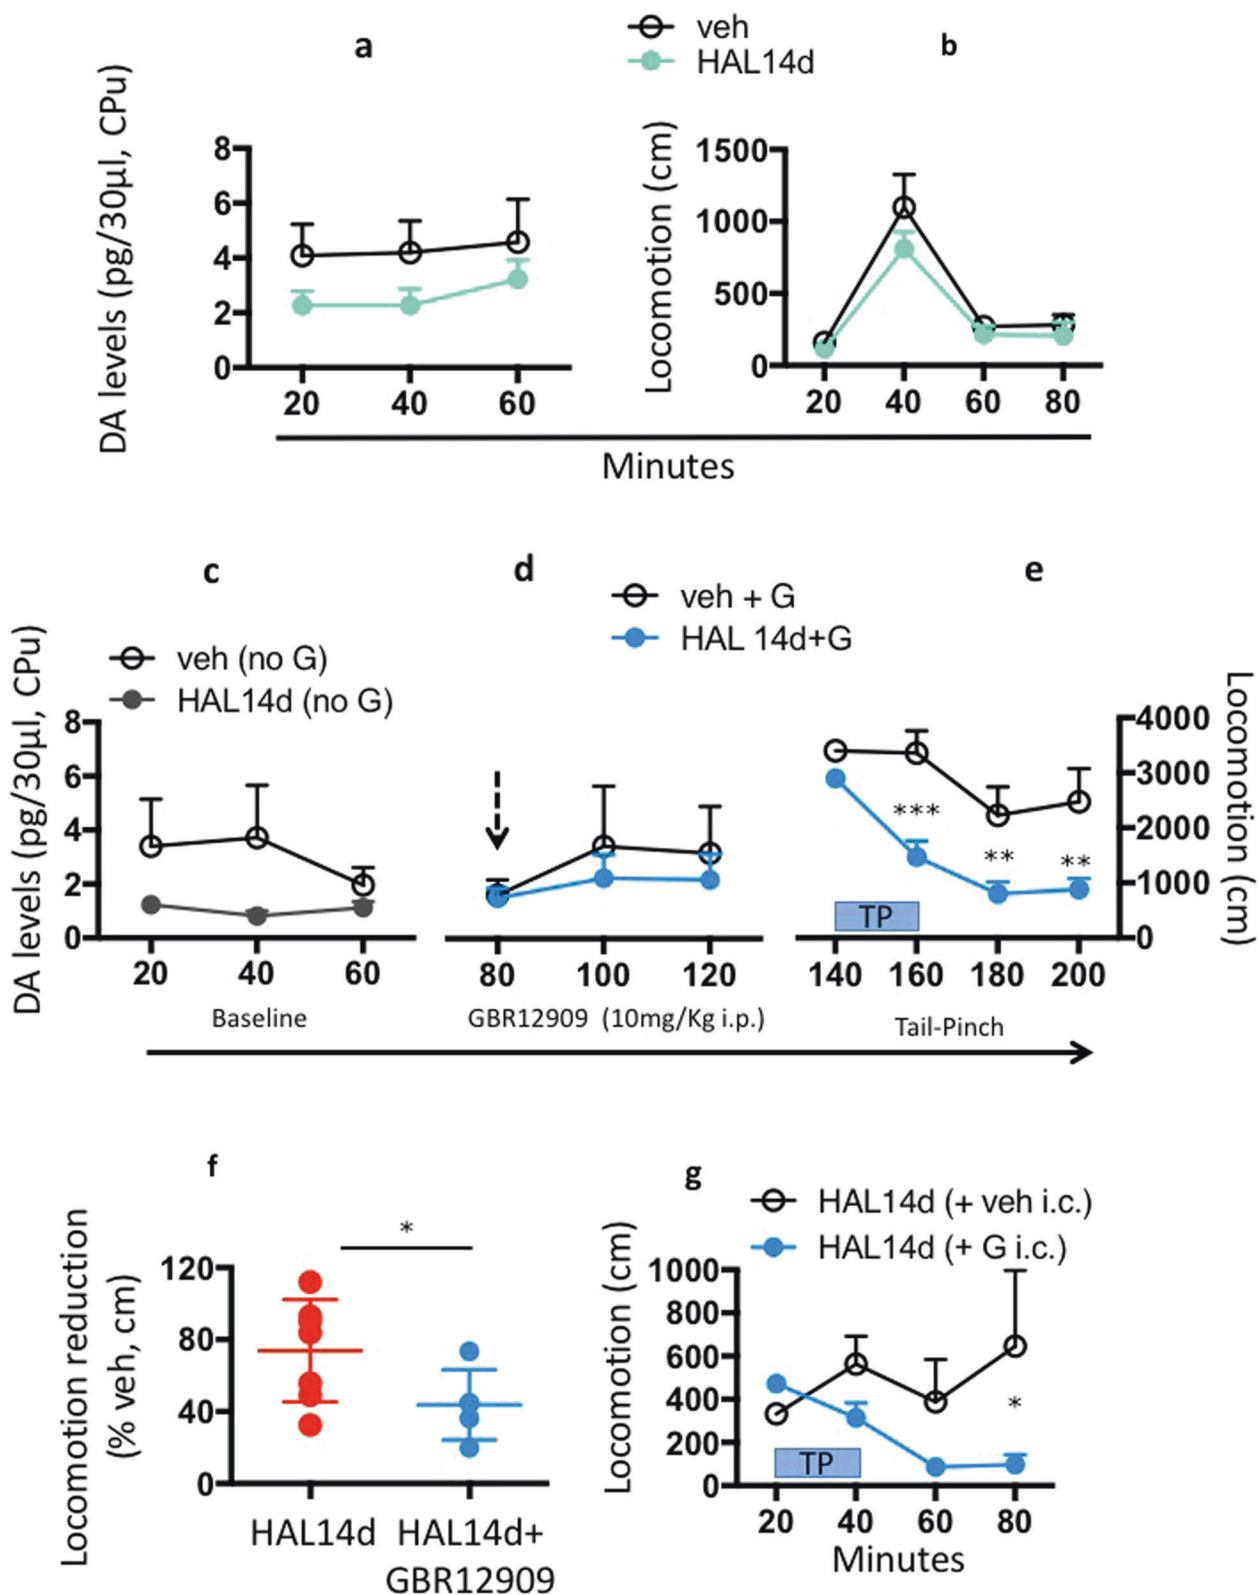 a
veh
HAL14d
b
DA levels (pg/30µl, CPu)
8
6
4
2
0
20 40 60
Locomotion (cm)
1500
1000
500
0
20 40 60 80
Minutes
c
d
e
veh + G
HAL 14d+G
veh (no G)
HAL14d (no G)
DA levels (pg/30µl, CPu)
8
6
4
2
0
20 40 60
Baseline
80 100 120
GBR12909 (10mg/Kg i.p.)
***
**
**
TP
140 160 180 200
Tail-Pinch
4000
3000
2000
1000
0
Locomotion (cm)
f
Locomotion reduction
(% veh, cm)
*
120
80
40
0
HAL14d
HAL14d+
GBR12909
g
HAL14d (+ veh i.c.)
HAL14d (+ G i.c.)
Locomotion (cm)
1000
800
600
400
200
0
*
TP
20 40 60 80
Minutes